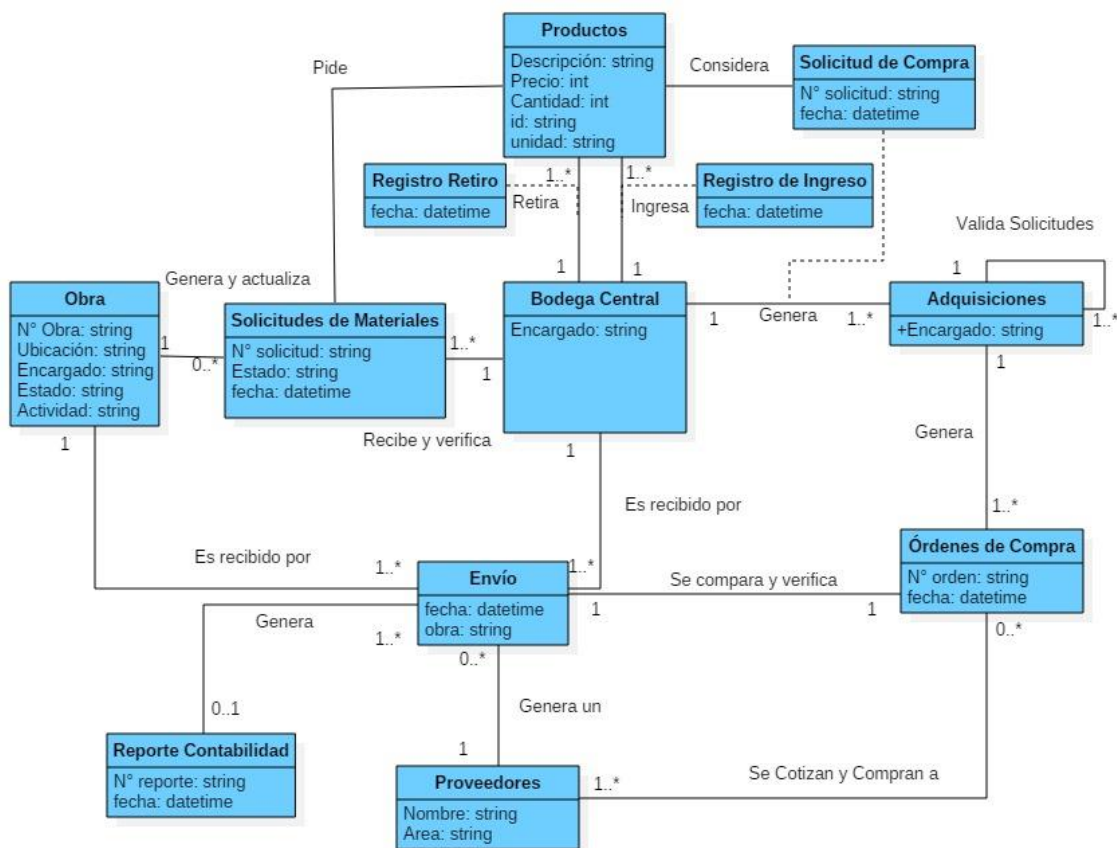 Productos
Descripción: string
Precio: int
Cantidad: int
id: string
unidad: string
Pide
Considera
Solicitud de Compra
N° solicitud: string
fecha: datetime
Registro Retiro
fecha: datetime
1..*
1..*
Retira
Ingresa
Registro de Ingreso
fecha: datetime
Valida Solicitudes
1
1..*
Genera y actualiza
1
1
Obra
N° Obra: string
Ubicación: string
Encargado: string
Estado: string
Actividad: string
1
0..*
Solicitudes de Materiales
N° solicitud: string
Estado: string
fecha: datetime
1..*
1
Recibe y verifica
Bodega Central
Encargado: string
1
Genera
1..*
Adquisiciones
+Encargado: string
1
Genera
1..*
1
1
Es recibido por
Es recibido por
1..*
1..*
Envío
fecha: datetime
obra: string
Se compara y verifica
1
1
Órdenes de Compra
N° orden: string
fecha: datetime
Genera
1..*
0..*
0..*
0..1
Genera un
1
Reporte Contabilidad
N° reporte: string
fecha: datetime
Proveedores
Nombre: string
Area: string
1..*
Se Cotizan y Compran a